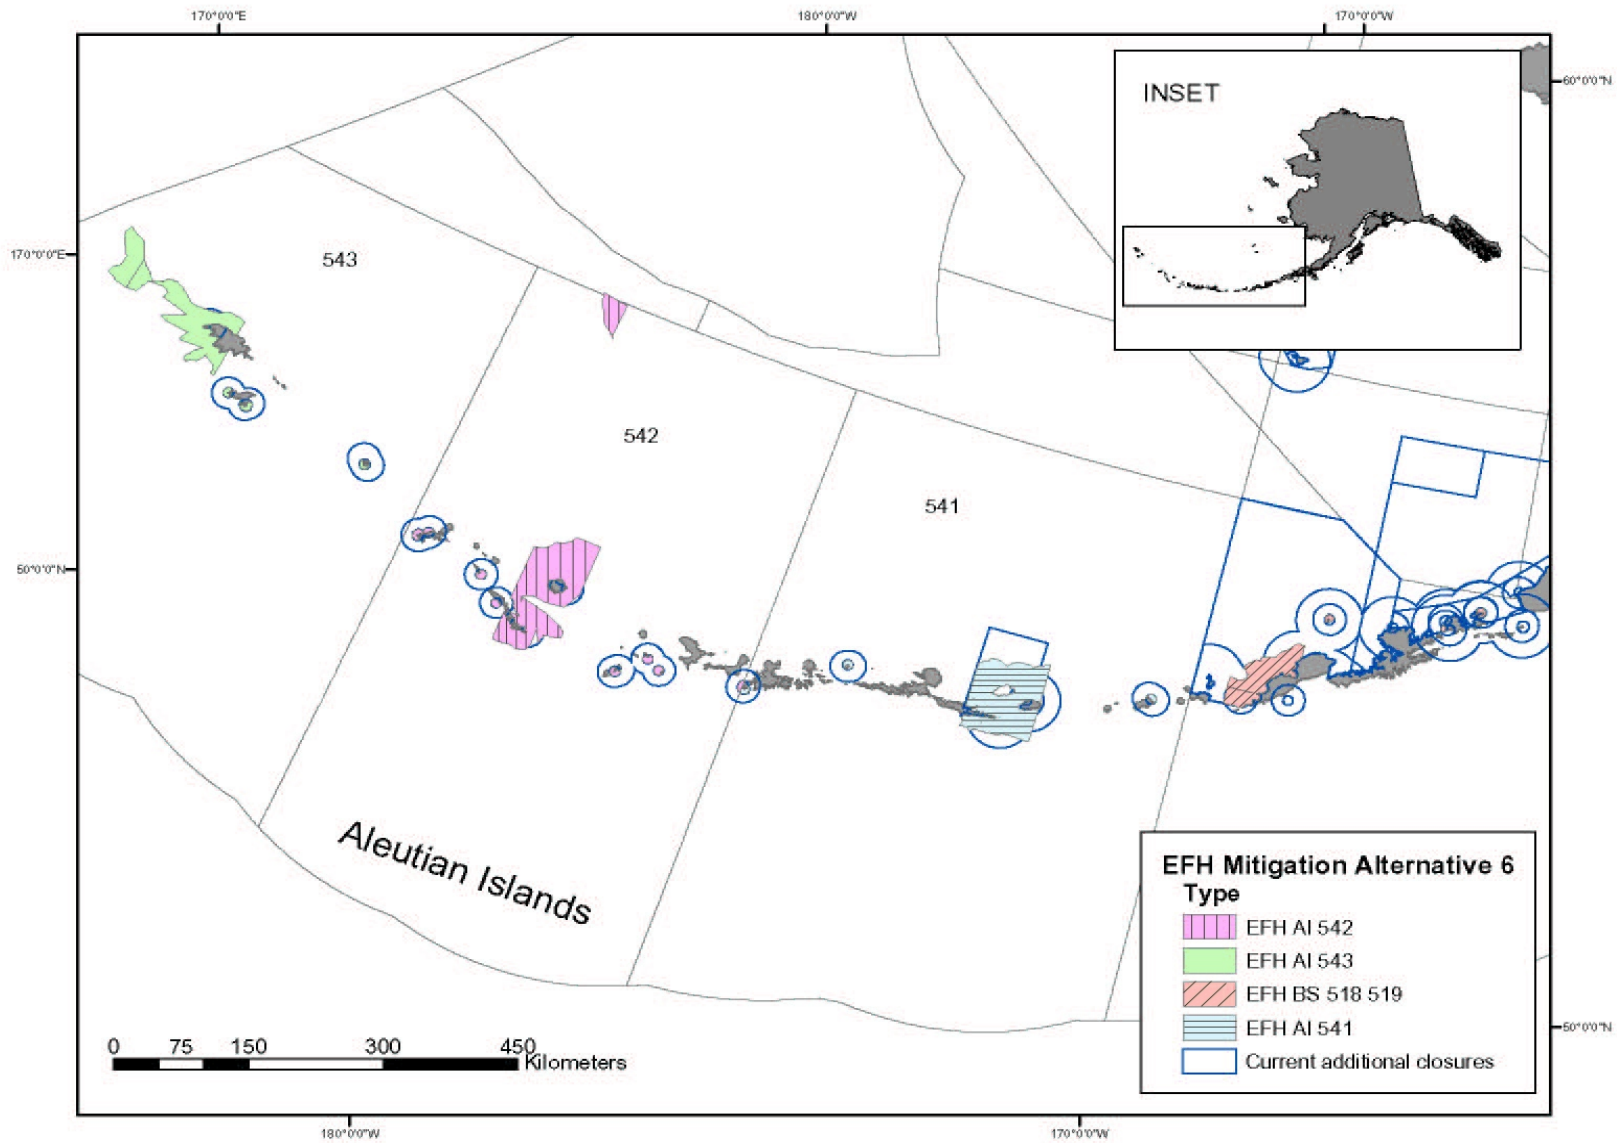 170°0'0"E
180°0'0"W
170°0'0"W
INSET
60°0'0"N
170°0'0"E
543
542
541
50°0'0"N
Aleutian Islands
EFH Mitigation Alternative 6
Type
EFH AI 542
EFH AI 543
EFH BS 518 519
EFH AI 541
Current additional closures
50°0'0"N
0 75 150 300 450
Kilometers
180°0'0"W
170°0'0"W